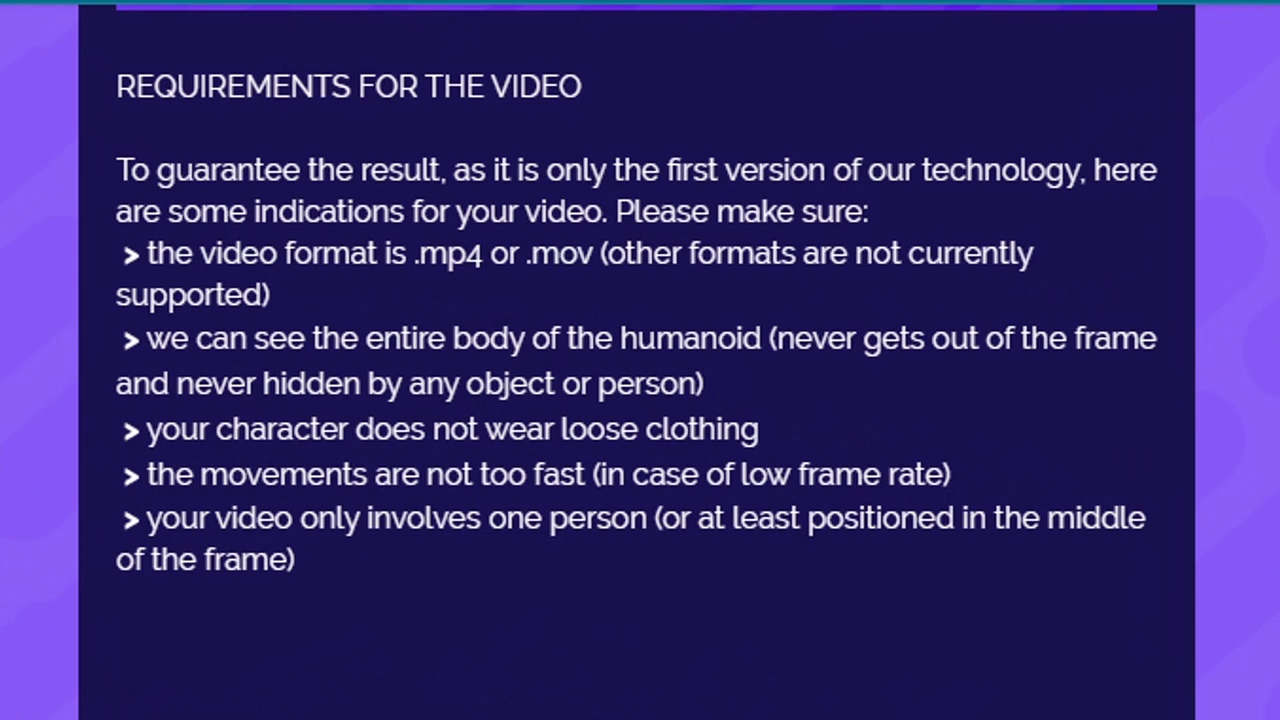 REQUIREMENTS FOR THE VIDEO
To guarantee the result, as it is only the first version of our technology, here
are some indications for your video. Please make sure:
> the video format is .mp4 or .mov (other formats are not currently
supported)
> we can see the entire body of the humanoid (never gets out of the frame
and never hidden by any object or person)
> your character does not wear loose clothing
> the movements are not too fast (in case of low frame rate)
> your video only involves one person (or at least positioned in the middle
of the frame)